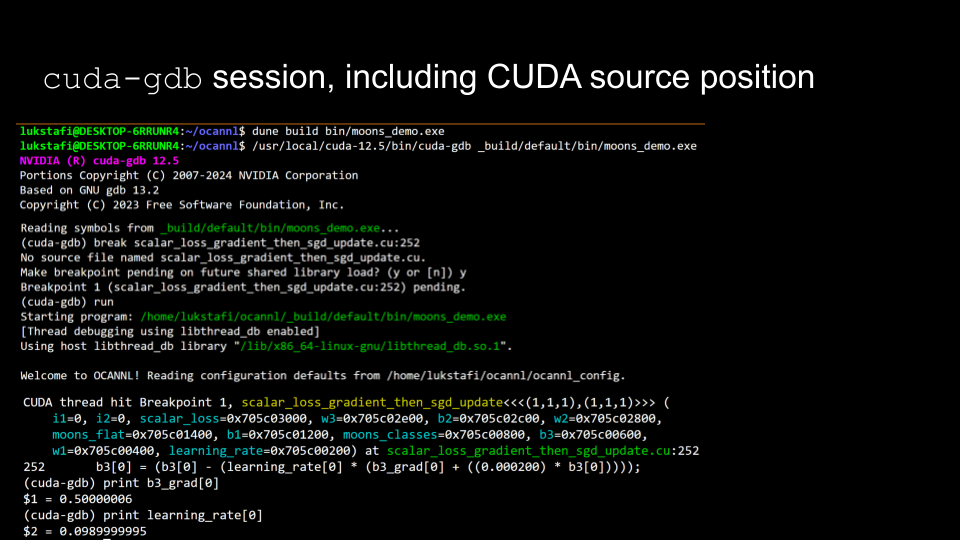 cuda-gdb session, including CUDA source position
lukstafi@DESKTOP-6RRUNR4:~/ocannl$ dune build bin/moons_demo.exe
lukstafi@DESKTOP-6RRUNR4:~/ocannl$ /usr/local/cuda-12.5/bin/cuda-gdb _build/default/bin/moons_demo.exe
NVIDIA (R) cuda-gdb 12.5
Portions Copyright (C) 2007-2024 NVIDIA Corporation
Based on GNU gdb 13.2
Copyright (C) 2023 Free Software Foundation, Inc.
Reading symbols from _build/default/bin/moons_demo.exe...
(cuda-gdb) break scalar_loss_gradient_then_sgd_update.cu:252
No source file named scalar_loss_gradient_then_sgd_update.cu.
Make breakpoint pending on future shared library load? (y or [n]) y
Breakpoint 1 (scalar_loss_gradient_then_sgd_update.cu:252) pending.
(cuda-gdb) run
Starting program: /home/lukstafi/ocannl/_build/default/bin/moons_demo.exe
[Thread debugging using libthread_db enabled]
Using host libthread_db library "/lib/x86_64-linux-gnu/libthread_db.so.1".
Welcome to OCANNL! Reading configuration defaults from /home/lukstafi/ocannl/ocannl_config.
CUDA thread hit Breakpoint 1, scalar_loss_gradient_then_sgd_update<<<(1,1,1),(1,1,1)>>> (
i1=0, i2=0, scalar_loss=0x705c03000, w3=0x705c02e00, b2=0x705c02c00, w2=0x705c02800,
moons_flat=0x705c01400, b1=0x705c01200, moons_classes=0x705c00800, b3=0x705c00600,
w1=0x705c00400, learning_rate=0x705c00200) at scalar_loss_gradient_then_sgd_update.cu:252
252 b3[0] = (b3[0] - (learning_rate[0] * (b3_grad[0] + ((0.000200) * b3[0]))));
(cuda-gdb) print b3_grad[0]
$1 = 0.50000006
(cuda-gdb) print learning_rate[0]
$2 = 0.0989999995